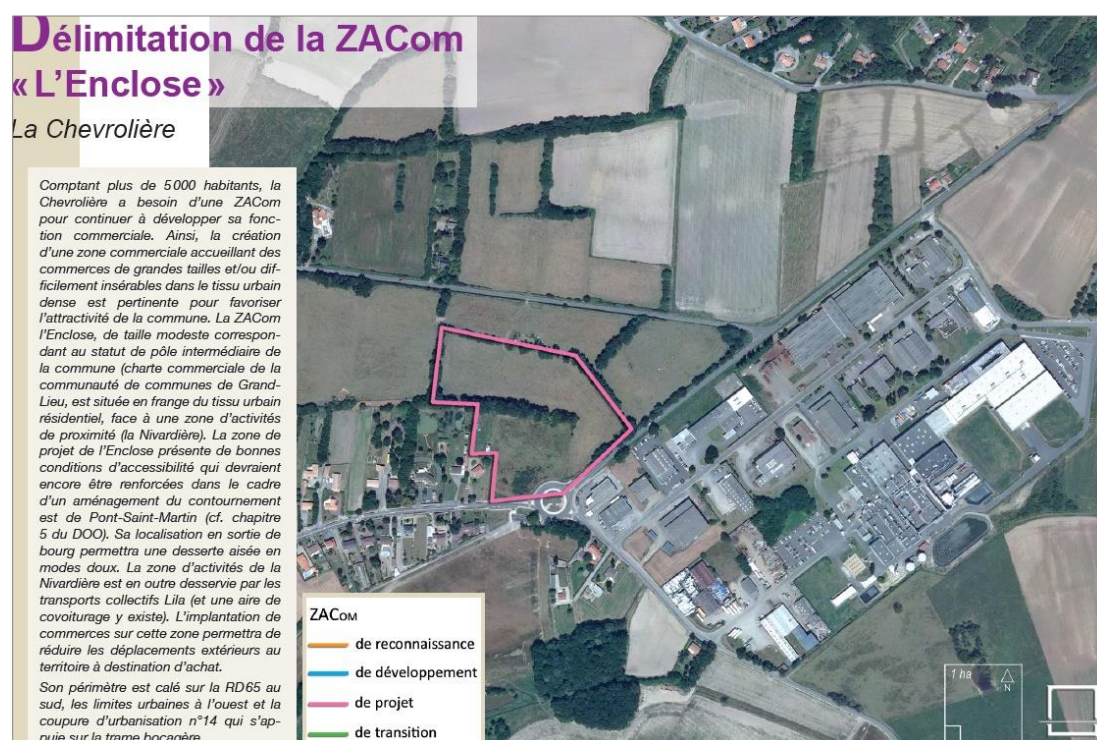 Délimitation de la ZACom
« L’Enclose »
La Chevrolière
Comptant plus de 5 000 habitants, la
Chevrolière a besoin d’une ZACom
pour continuer à développer sa fonc-
tion commerciale. Ainsi, la création
d’une zone commerciale accueillant des
commerces de grandes tailles et/ou dif-
ficilement insérables dans le tissu urbain
dense est pertinente pour favoriser
l’attractivité de la commune. La ZACom
l’Enclose, de taille modeste correspon-
dant au statut de pôle intermédiaire de
la commune (charte commerciale de la
communauté de communes de Grand-
Lieu, est située en frange du tissu urbain
résidentiel, face à une zone d’activités
de proximité (la Nivardière). La zone de
projet de l’Enclose présente de bonnes
conditions d’accessibilité qui devraient
encore être renforcées dans le cadre
d’un aménagement du contournement
est de Pont-Saint-Martin (cf. chapitre
5 du DOO). Sa localisation en sortie de
bourg permettra une desserte aisée en
modes doux. La zone d’activités de la
Nivardière est en outre desservie par les
transports collectifs Lila (et une aire de
covoiturage y existe). L’implantation de
commerces sur cette zone permettra de
réduire les déplacements extérieurs au
territoire à destination d’achat.
Son périmètre est calé sur la RD65 au
sud, les limites urbaines à l’ouest et la
coupure d’urbanisation n°14 qui s’ap-
puie sur la trame bocagère.
ZACOM
de reconnaissance
de développement
de projet
de transition
1 ha
N